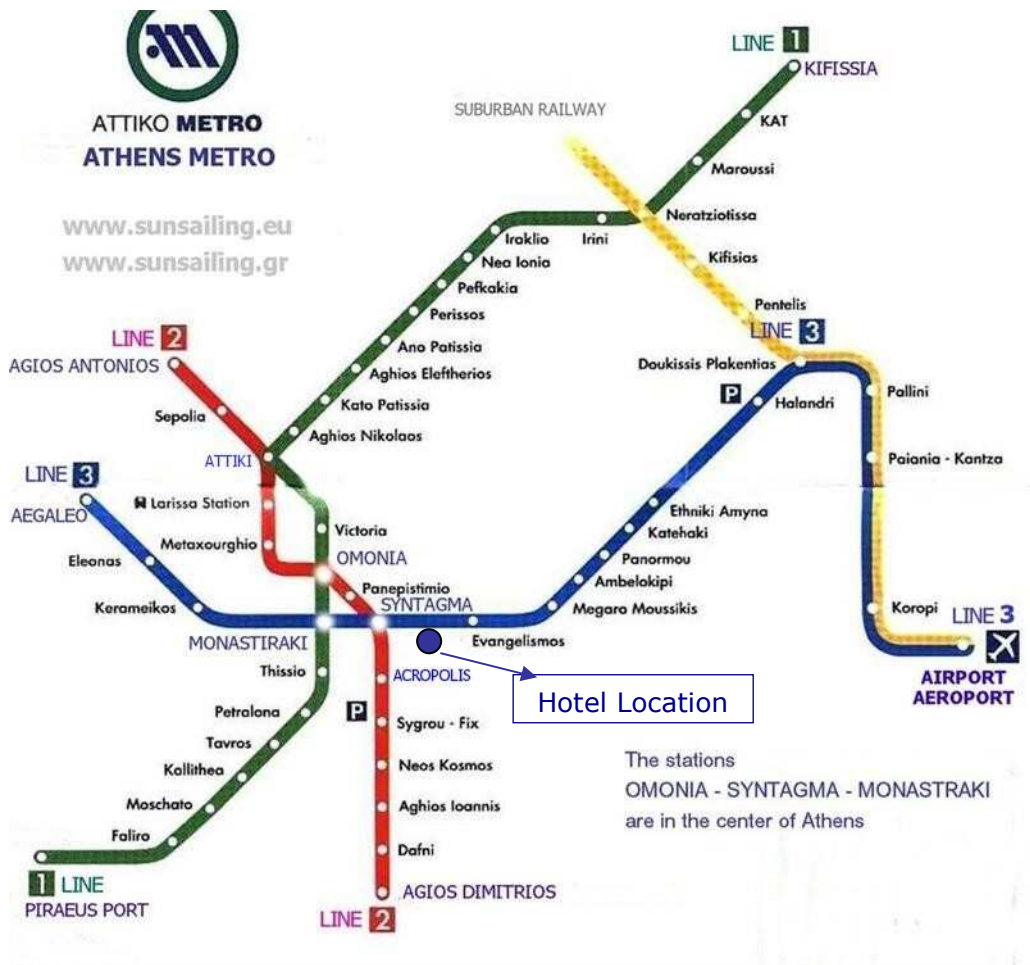 ATTIKO METRO
ATHENS METRO
www.sunsailing.eu
www.sunsailing.gr
LINE 1
KIFISSIA
SUBURBAN RAILWAY
KAT
Maroussi
Neratziotissa
Iraklio
Irini
Nea Ionia
Kifisias
Pefkakia
Pentelis
Perissos
LINE 3
LINE 2
Ano Patissia
Doukissis Plakentias
AGIOS ANTONIOS
Aghios Eleftherios
P
Pallini
Halandri
Kato Patissia
Sepolia
Aghios Nikolaos
ATTIKI
Paiania - Kantza
LINE 3
Larissa Station
AEGALEO
Ethniki Amyna
Victoria
Katehaki
Metaxourghio
OMONIA
Panormou
Eleonas
Ambelokipi
Panepistimio
SYNTAGMA
Kerameikos
Megaro Moussikis
Koropi
LINE 3
MONASTIRAKI
Evangelismos
Thissio
ACROPOLIS
AIRPORT
AEROPORT
Hotel Location
Petralona
P
Sygrou - Fix
Tavros
Neos Kosmos
The stations
OMONIA - SYNTAGMA - MONASTRAKI
are in the center of Athens
Kallithea
Moschato
Aghios Ioannis
Faliro
Dafni
1 LINE
PIRAEUS PORT
AGIOS DIMITRIOS
LINE 2